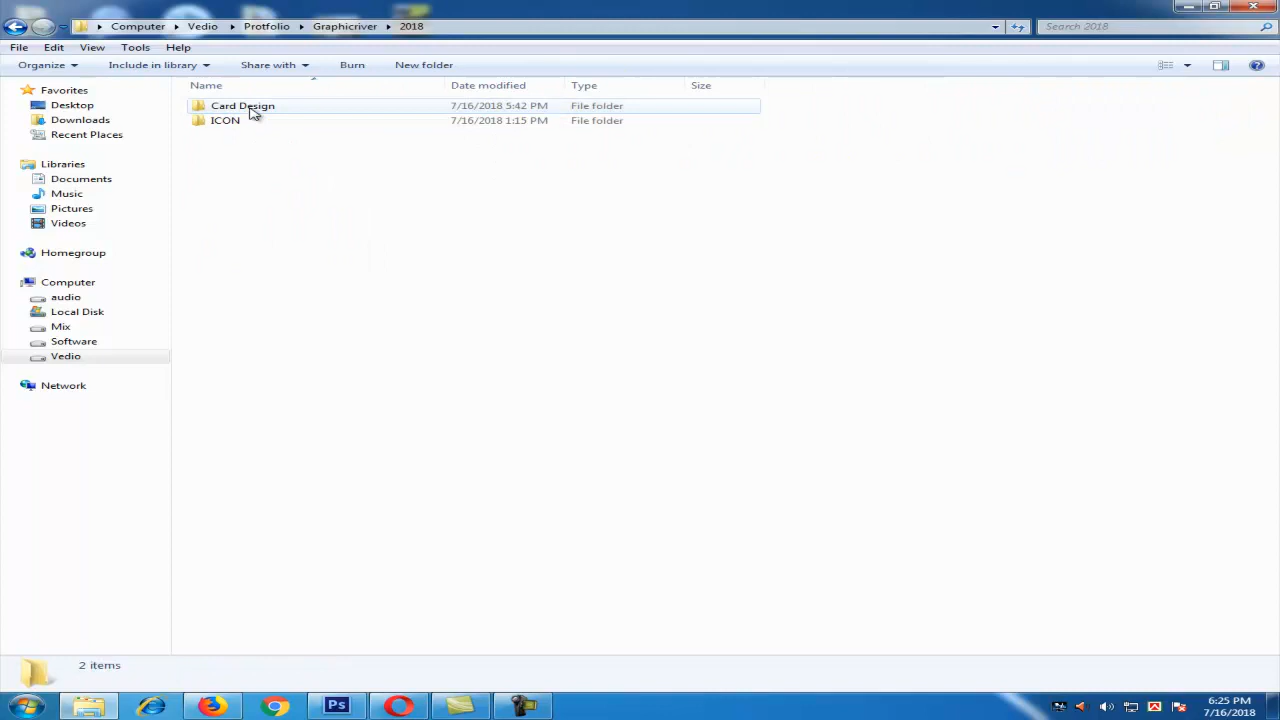 Computer Vedio Protfolio Graphicriver 2018 Search 2018
File Edit View Tools Help
Organize Include in library Share with Burn New folder
Name Date modified Type Size
Favorites
Desktop
Downloads
Recent Places
Libraries
Documents
Music
Pictures
Videos
Homegroup
Computer
audio
Local Disk
Mix
Software
Vedio
Network
Card Design 7/16/2018 5:42 PM File folder
ICON 7/16/2018 1:15 PM File folder
2 items
Ps
6:25 PM
7/16/2018